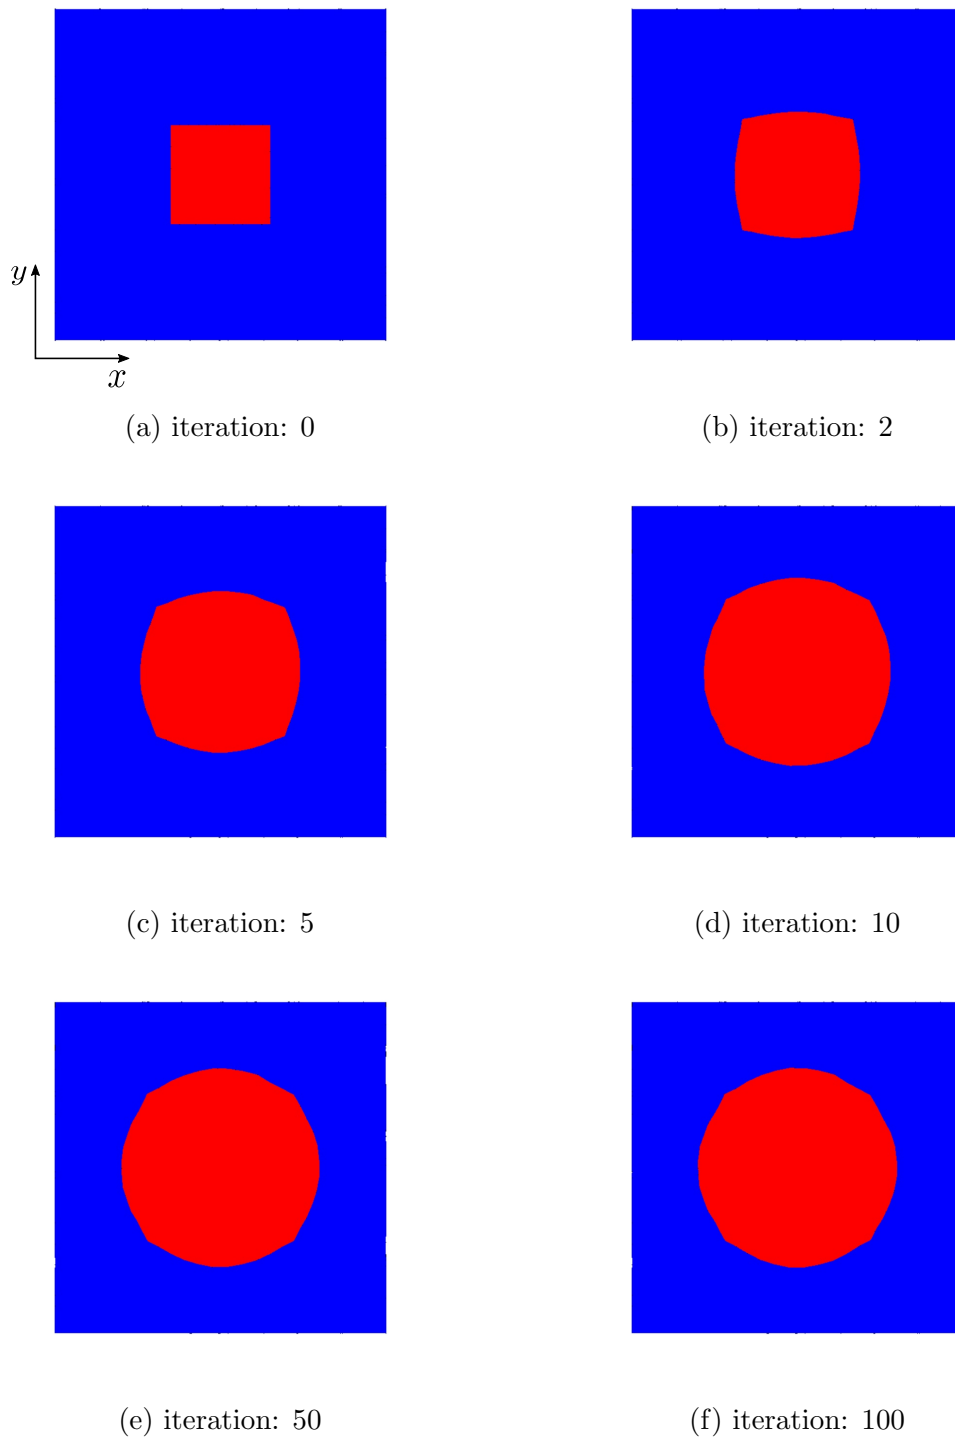 y
x
(a) iteration: 0
(b) iteration: 2
(c) iteration: 5
(d) iteration: 10
(e) iteration: 50
(f) iteration: 100